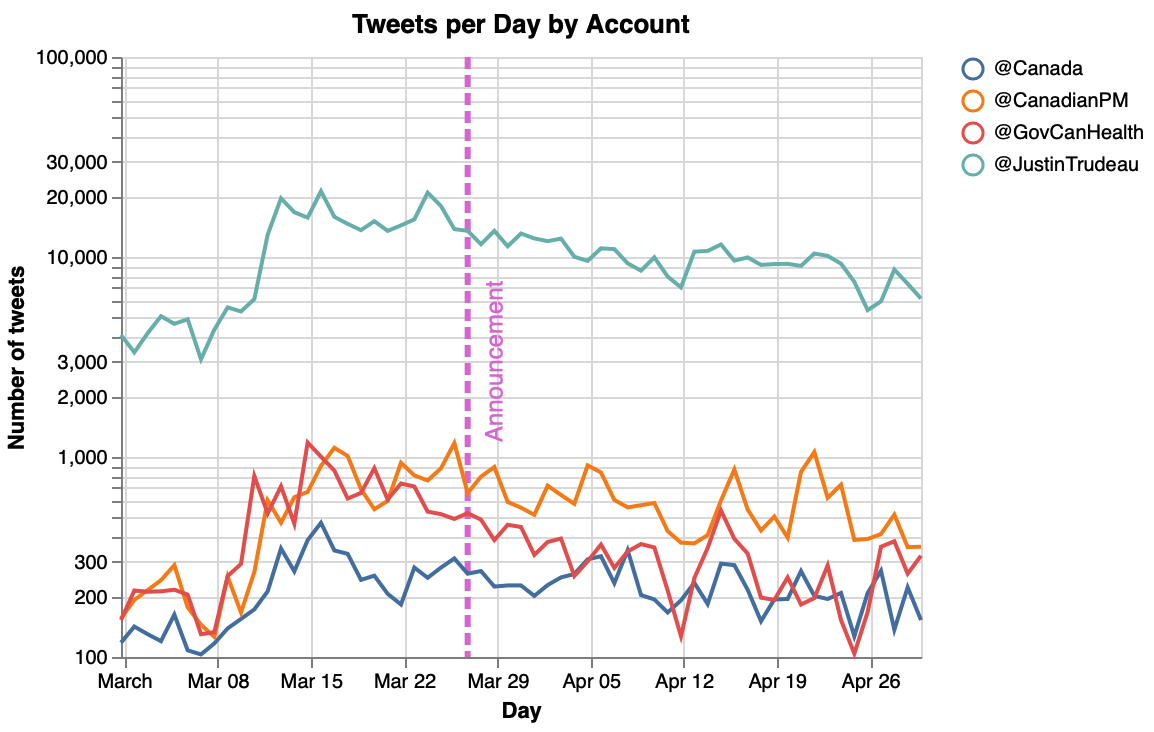 Tweets per Day by Account
100,000
30,000
20,000
10,000
3,000
2,000
1,000
300
200
100
Number of tweets
Announcement
March Mar 08 Mar 15 Mar 22 Mar 29 Apr 05 Apr 12 Apr 19 Apr 26
Day
@Canada
@CanadianPM
@GovCanHealth
@JustinTrudeau